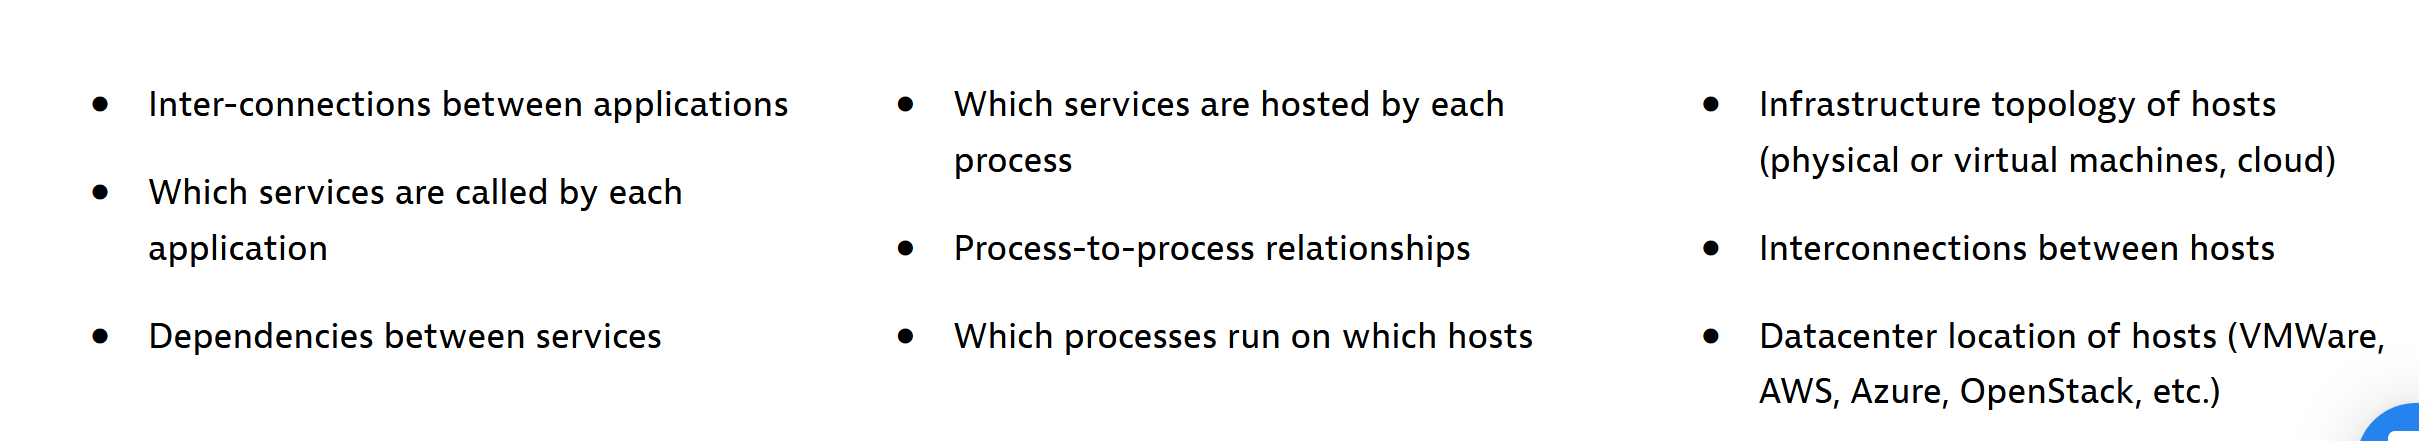 Inter-connections between applications
Which services are called by each
application
Dependencies between services
Which services are hosted by each
process
Process-to-process relationships
Which processes run on which hosts
Infrastructure topology of hosts
(physical or virtual machines, cloud)
Interconnections between hosts
Datacenter location of hosts (VMWare,
AWS, Azure, OpenStack, etc.)